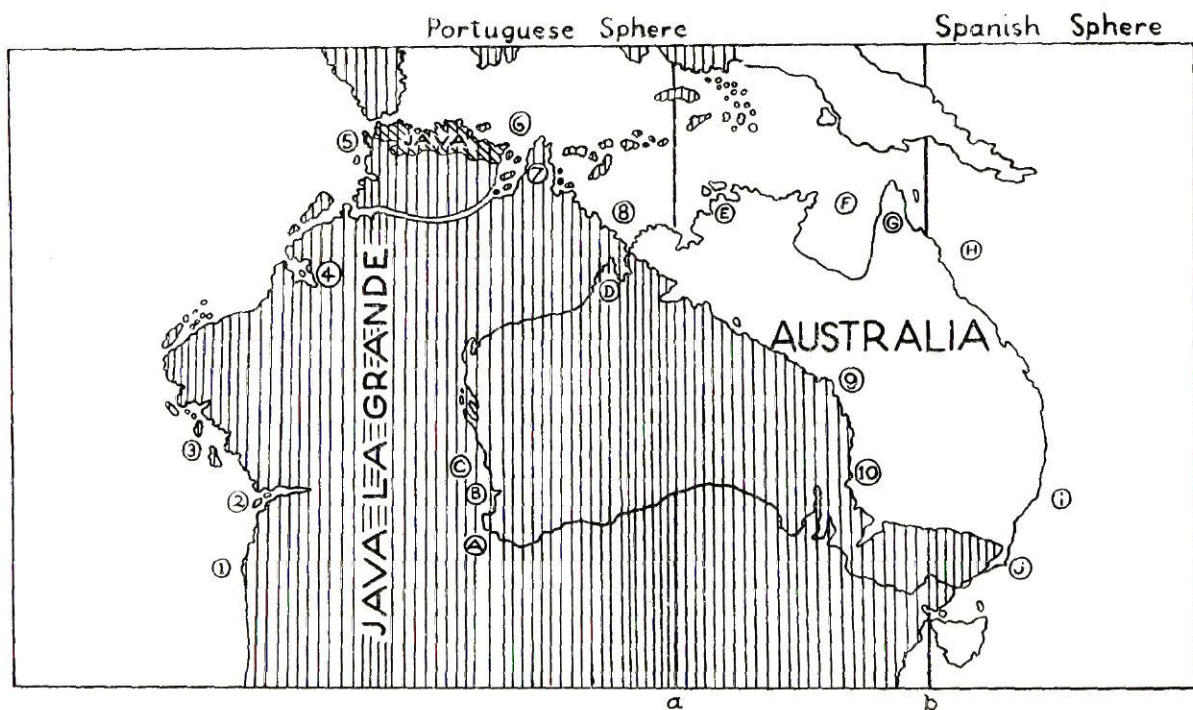 Portuguese Sphere Spanish Sphere
JAVA
JAVA LA GRANDE
AUSTRALIA
5
6
7
8
E
F
G
H
4
D
9
3
C
10
2
B
i
1
A
J
a b